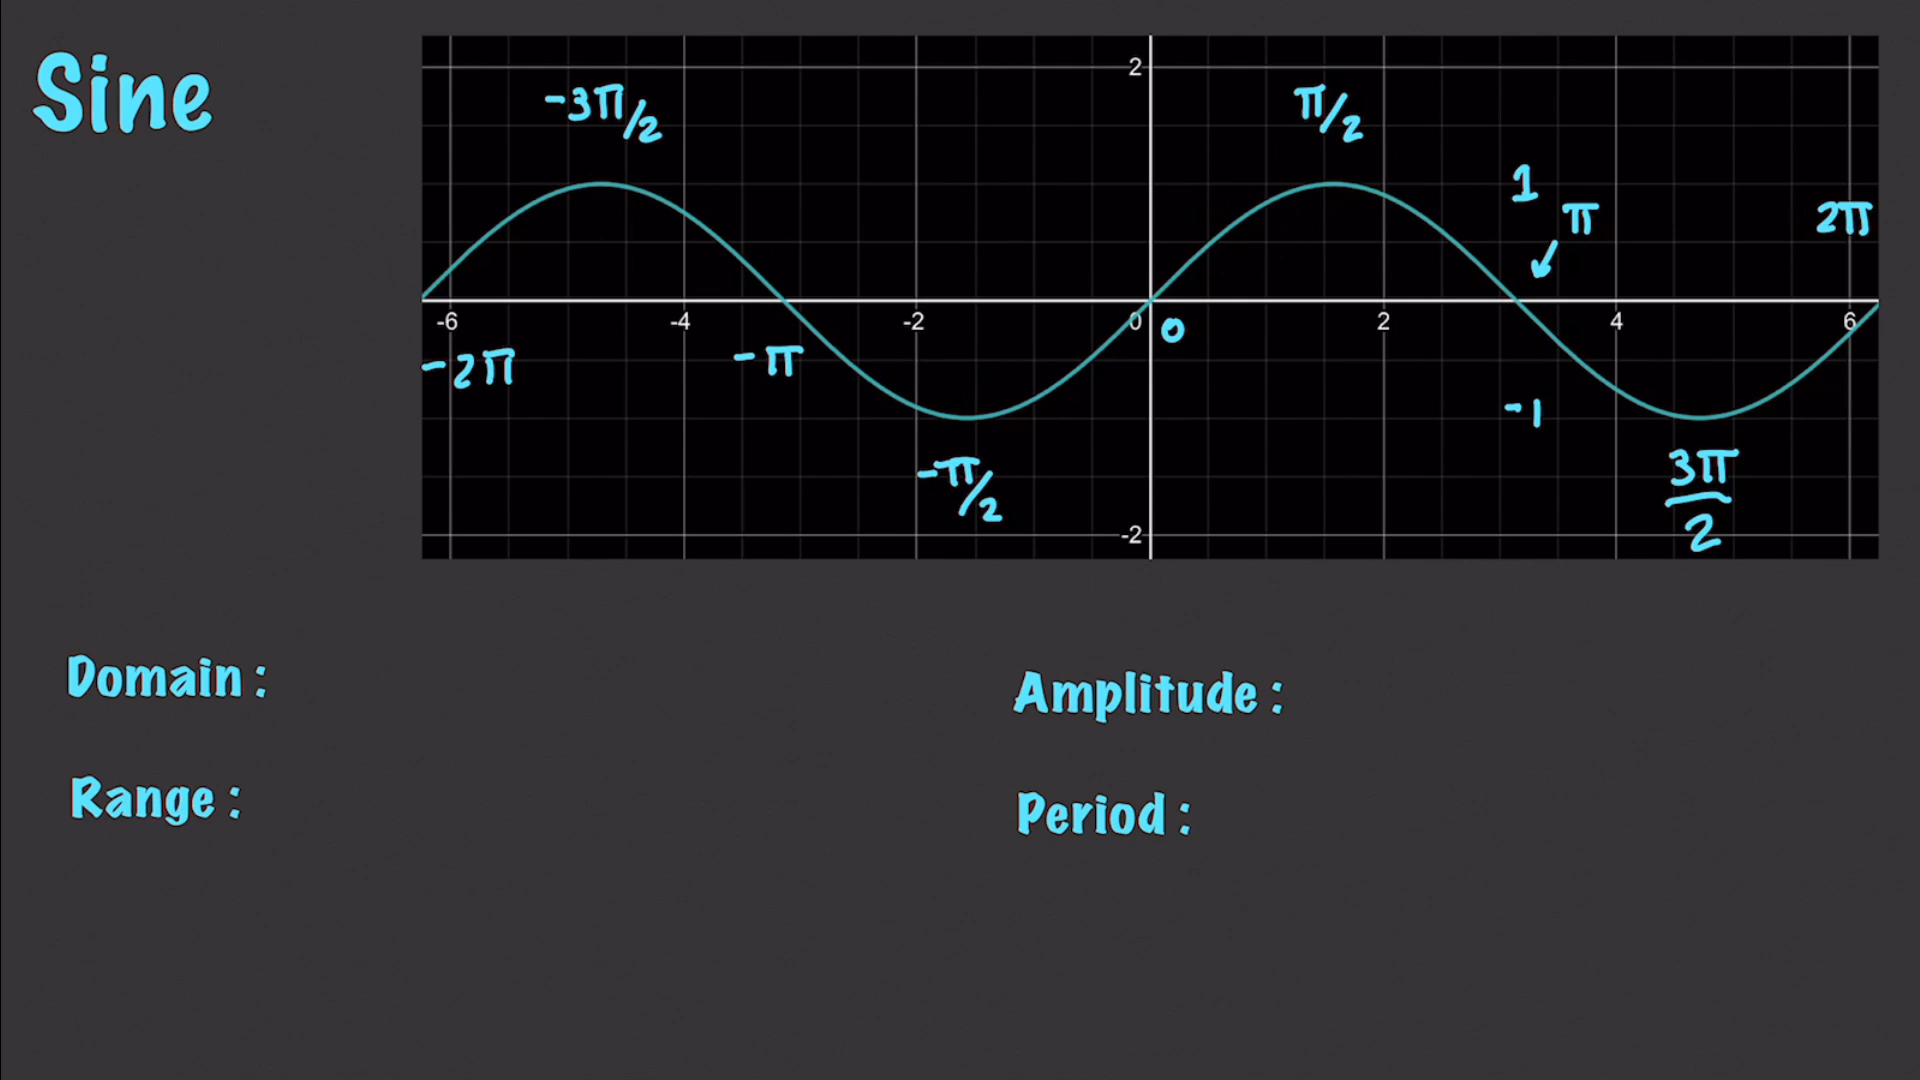 Sine
2
-3π/2
π/2
1
π
2π
-6
-4
-2
0
0
2
4
6
-2π
-π
-1
-π/2
3π/2
-2
Domain :
Amplitude :
Range :
Period :